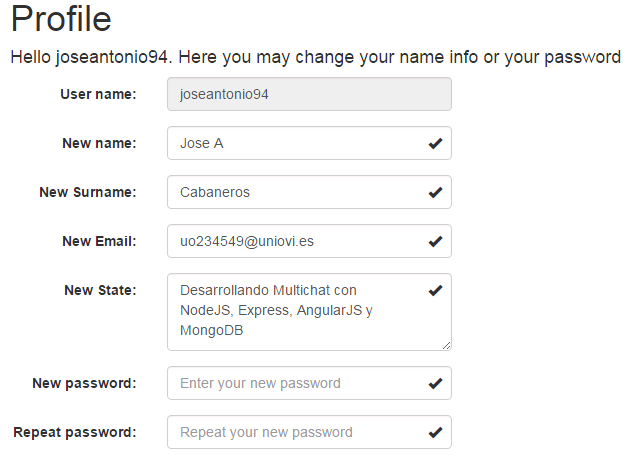 Profile
Hello joseantonio94. Here you may change your name info or your password
User name: joseantonio94
New name: Jose A
New Surname: Cabaneros
New Email: uo234549@uniovi.es
New State: Desarrollando Multichat con
NodeJS, Express, AngularJS y
MongoDB
New password: Enter your new password
Repeat password: Repeat your new password